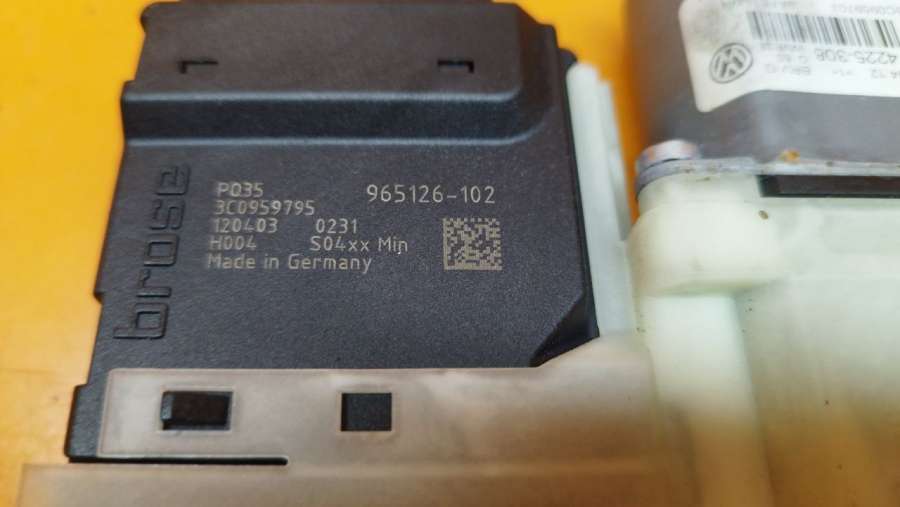 brose
PQ35
965126-102
3C0959795
120403 0231
H004 S04xx Min
Made in Germany
4225-308